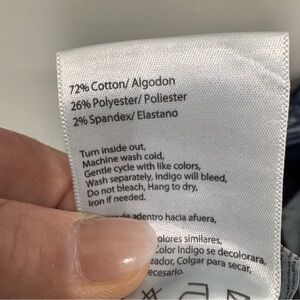 72% Cotton/ Algodon
26% Polyester/ Poliester
2% Spandex/ Elastano
Turn inside out,
Machine wash cold,
Gentle cycle with like colors,
Wash separately, Indigo will bleed,
Do not bleach, Hang to dry,
Iron if needed.
de adentro hacia afuera,
olores similares,
Color Indigo se decolorara,
eador, Colgar para secar,
ecesario.